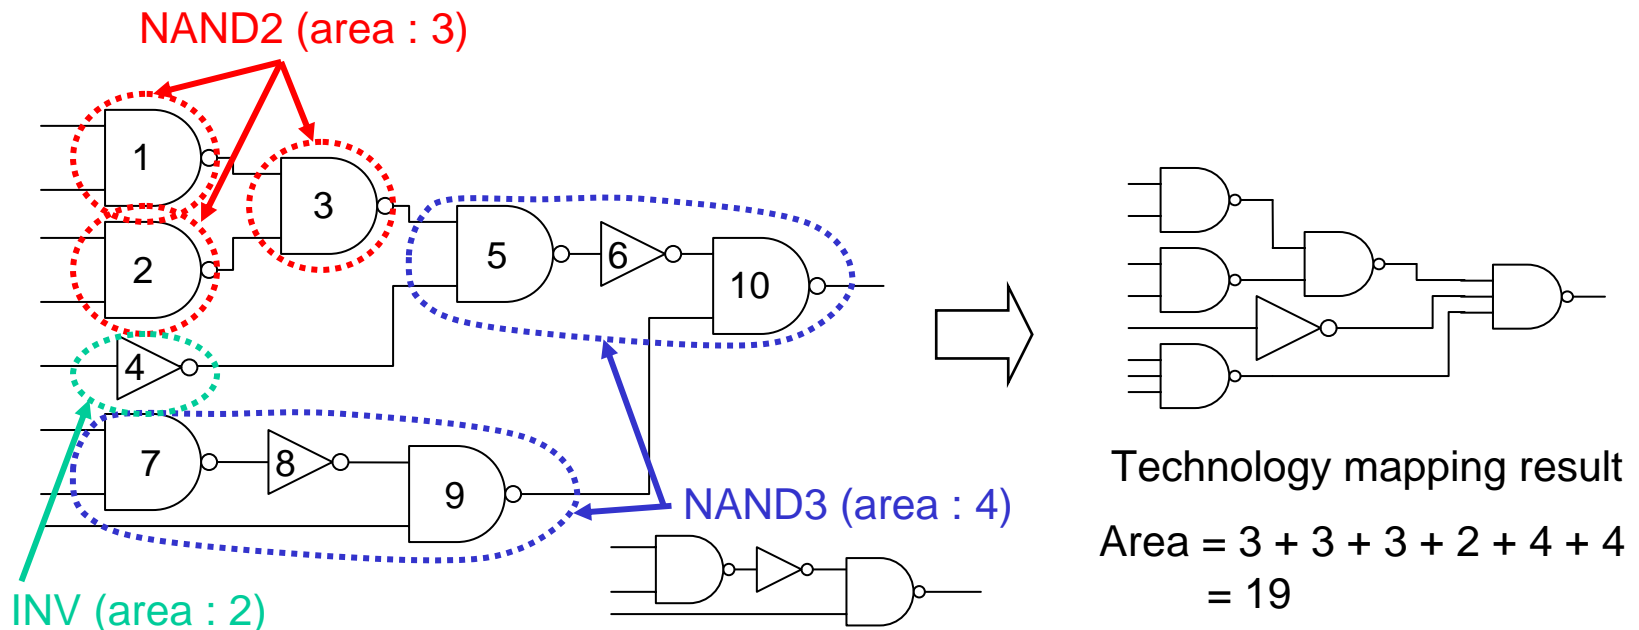 NAND2 (area : 3)
1
2
3
4
5
6
10
7
8
9
NAND3 (area : 4)
INV (area : 2)
Technology mapping result
Area = 3 + 3 + 3 + 2 + 4 + 4
= 19